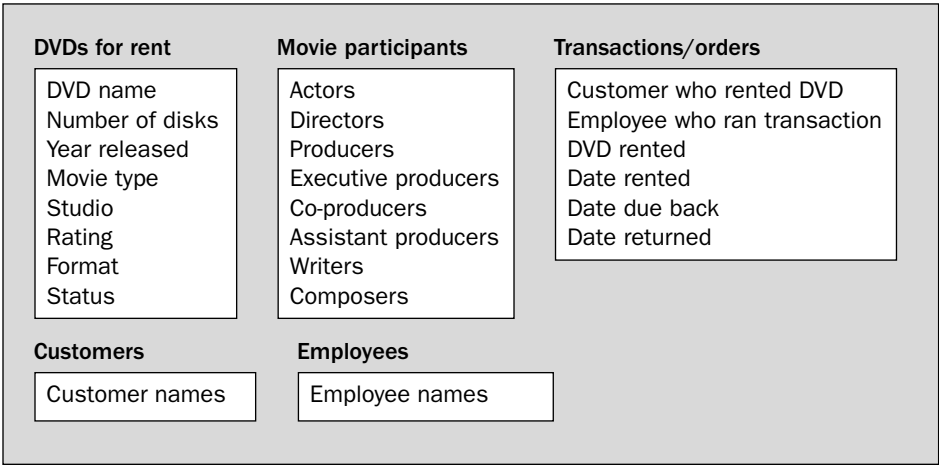 DVDs for rent
DVD name
Number of disks
Year released
Movie type
Studio
Rating
Format
Status
Movie participants
Actors
Directors
Producers
Executive producers
Co-producers
Assistant producers
Writers
Composers
Transactions/orders
Customer who rented DVD
Employee who ran transaction
DVD rented
Date rented
Date due back
Date returned
Customers
Customer names
Employees
Employee names